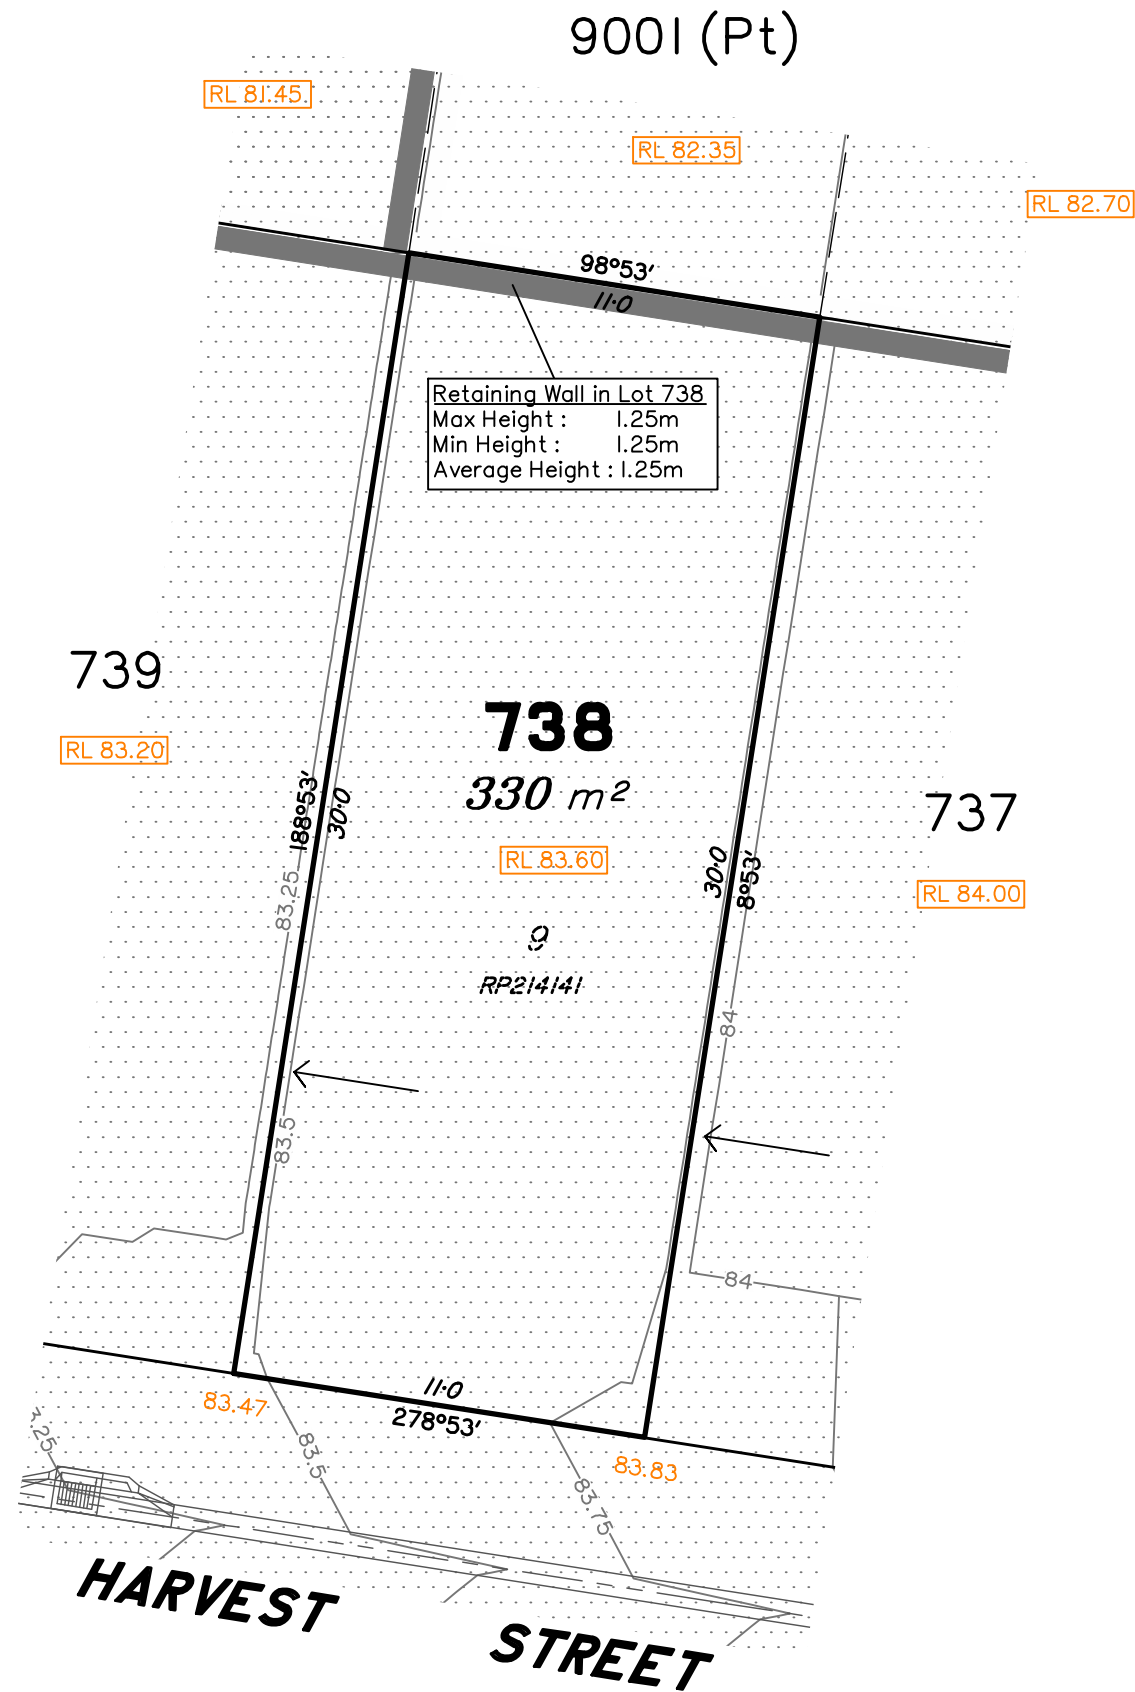 9001 (Pt)
RL 81.45
RL 82.35
RL 82.70
98°53'
11·0
Retaining Wall in Lot 738
Max Height : 1.25m
Min Height : 1.25m
Average Height : 1.25m
739
RL 83.20
738
330 m²
RL 83.60
737
RL 84.00
188°53'
30·0
30·0
8°53'
83.25
9
RP214141
84
83.5
84
11·0
278°53'
83.47
83.83
3.25
83.5
83.75
HARVEST STREET